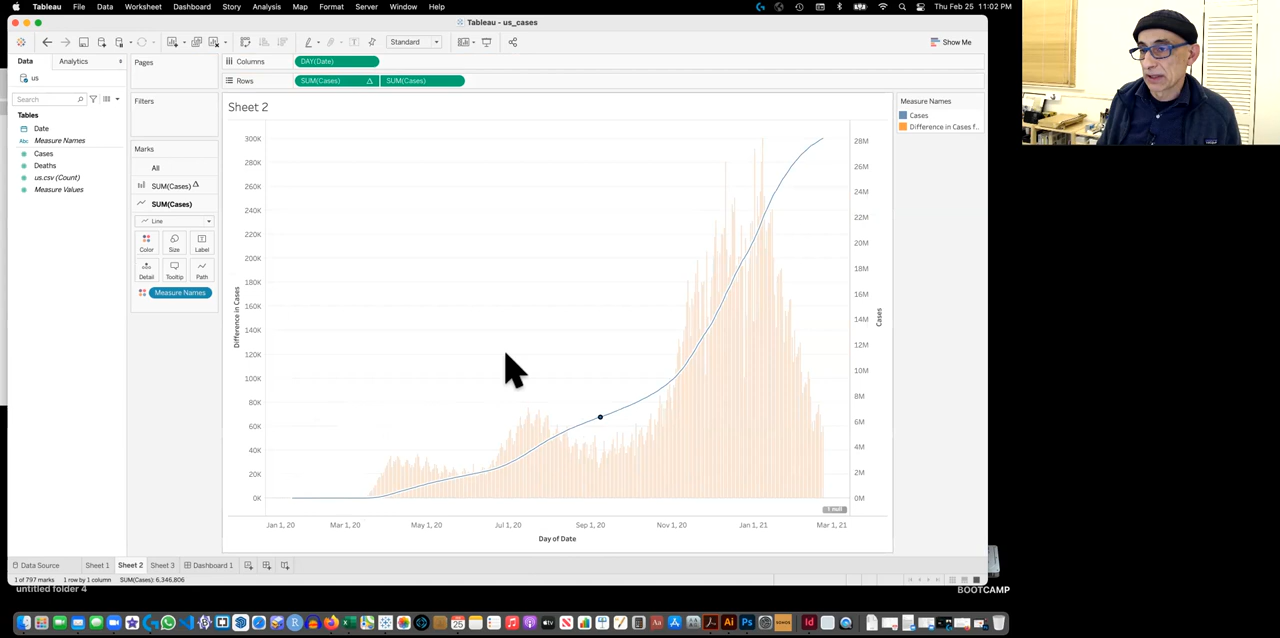 Tableau File Data Worksheet Dashboard Story Analysis Map Format Server Window Help
Thu Feb 25 11:02 PM
Tableau - us_cases
Standard
Show Me
Data Analytics
us
Search
Tables
Date
Abc Measure Names
Cases
Deaths
us.csv (Count)
Measure Values
Pages
Filters
Marks
All
SUM(Cases) Δ
SUM(Cases)
Line
Color Size Label
Detail Tooltip Path
Measure Names
Columns DAY(Date)
Rows SUM(Cases) Δ SUM(Cases)
Sheet 2
300K
280K
260K
240K
220K
200K
180K
160K
140K
120K
100K
80K
60K
40K
20K
0K
Difference in Cases
28M
26M
24M
22M
20M
18M
16M
14M
12M
10M
8M
6M
4M
2M
0M
Cases
1 null
Jan 1, 20 Mar 1, 20 May 1, 20 Jul 1, 20 Sep 1, 20 Nov 1, 20 Jan 1, 21 Mar 1, 21
Day of Date
Measure Names
Cases
Difference in Cases f..
Data Source Sheet 1 Sheet 2 Sheet 3 Dashboard 1
1 of 797 marks 1 row by 1 column SUM(Cases): 6,346,806
untitled folder 4
BOOTCAMP